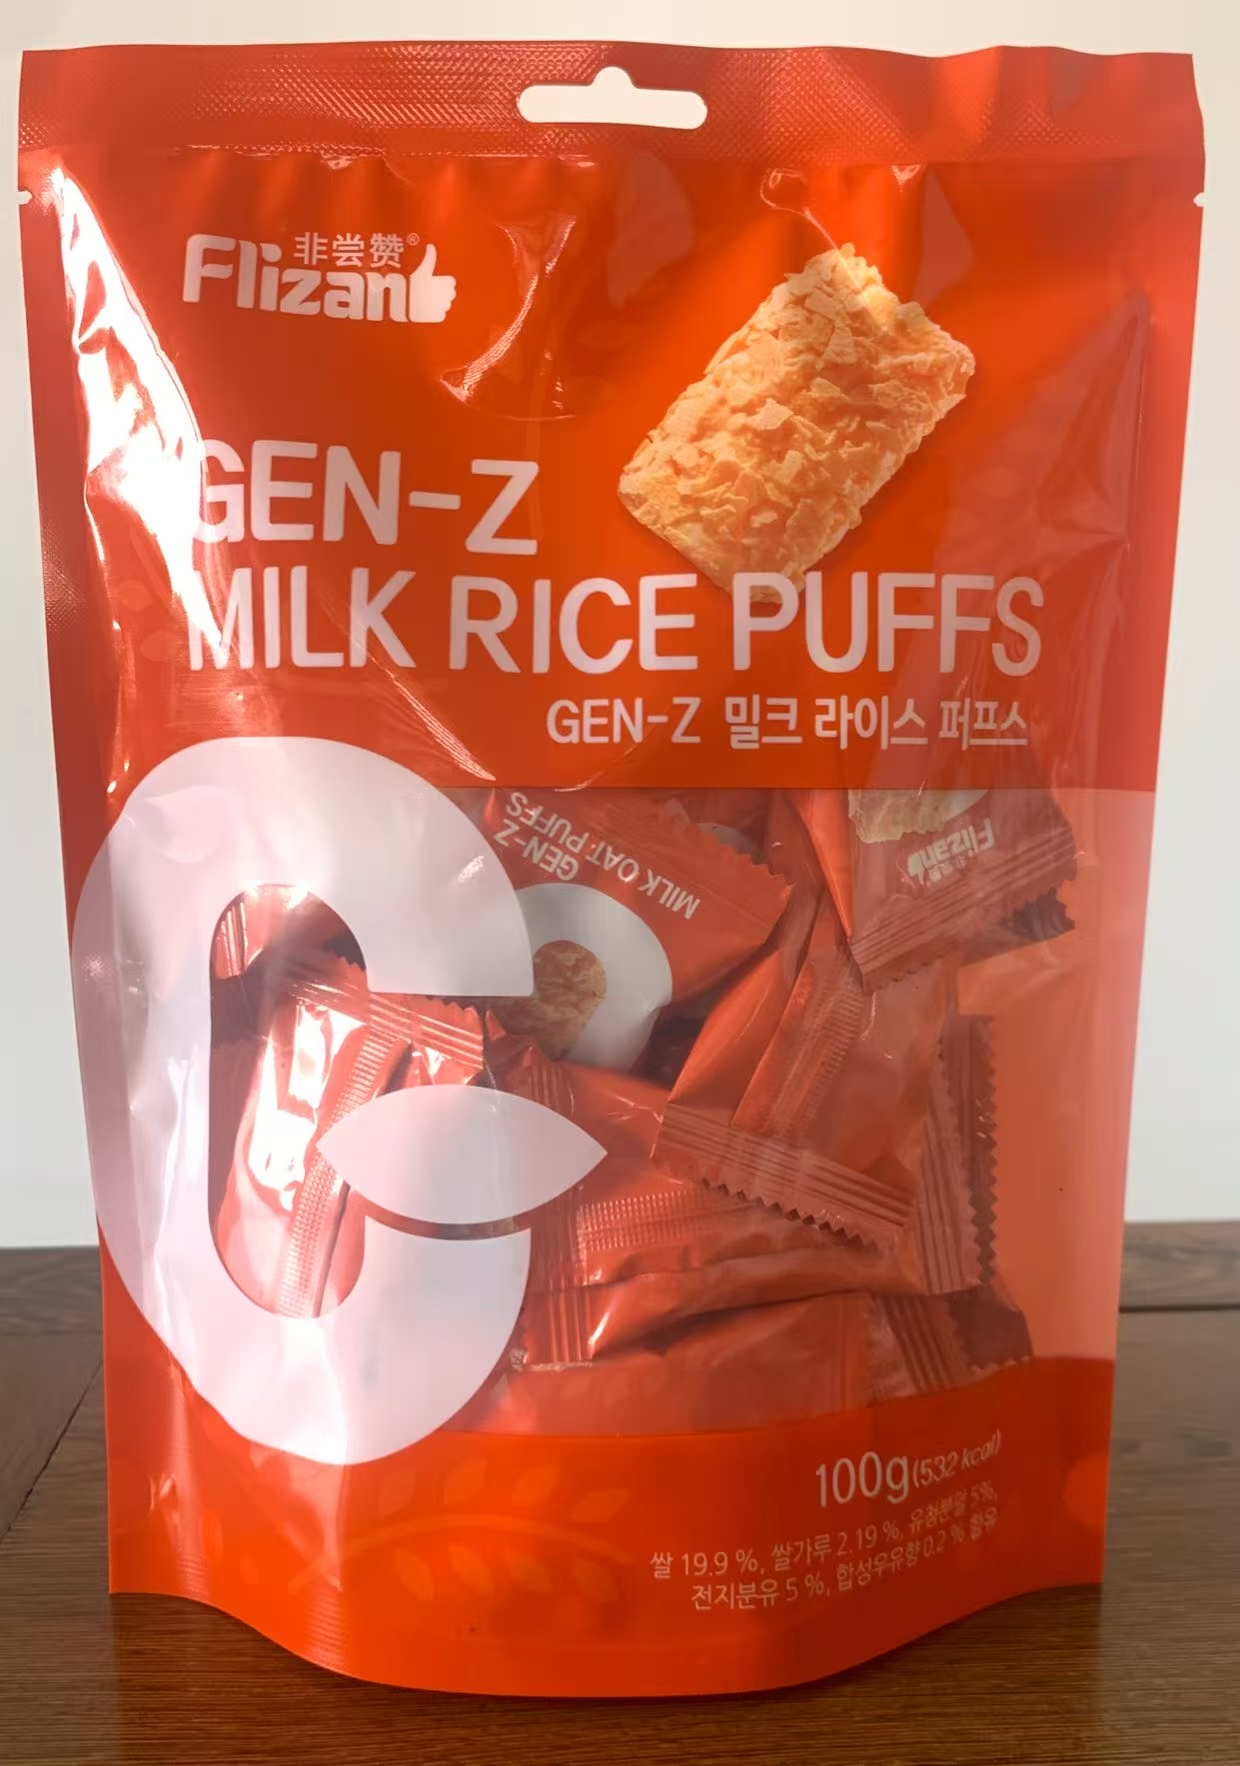 非尝赞®
Flizan
GEN-Z
MILK RICE PUFFS
GEN-Z 밀크 라이스 퍼프스
GEN-Z
MILK OAT PUFFS
Flizan
100g(532 kcal)
쌀 19.9 %, 쌀가루 2.19 %, 유청분말 5%,
전지분유 5 %, 합성우유향 0.2 % 함유